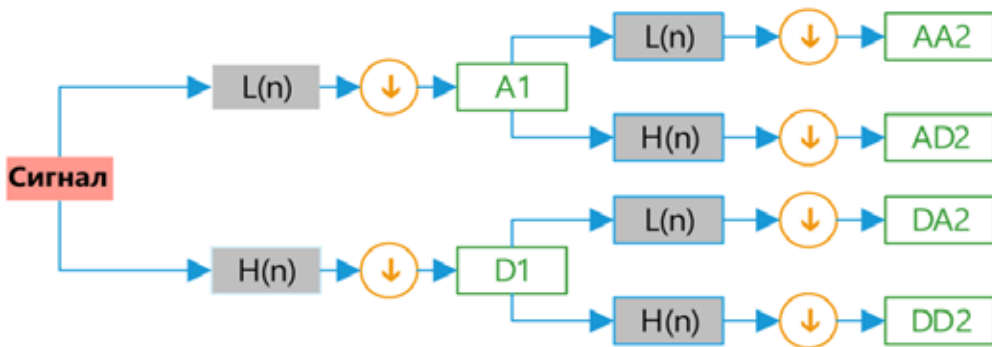 L(n)
AA2
L(n)
A1
H(n)
AD2
Сигнал
L(n)
DA2
H(n)
D1
H(n)
DD2